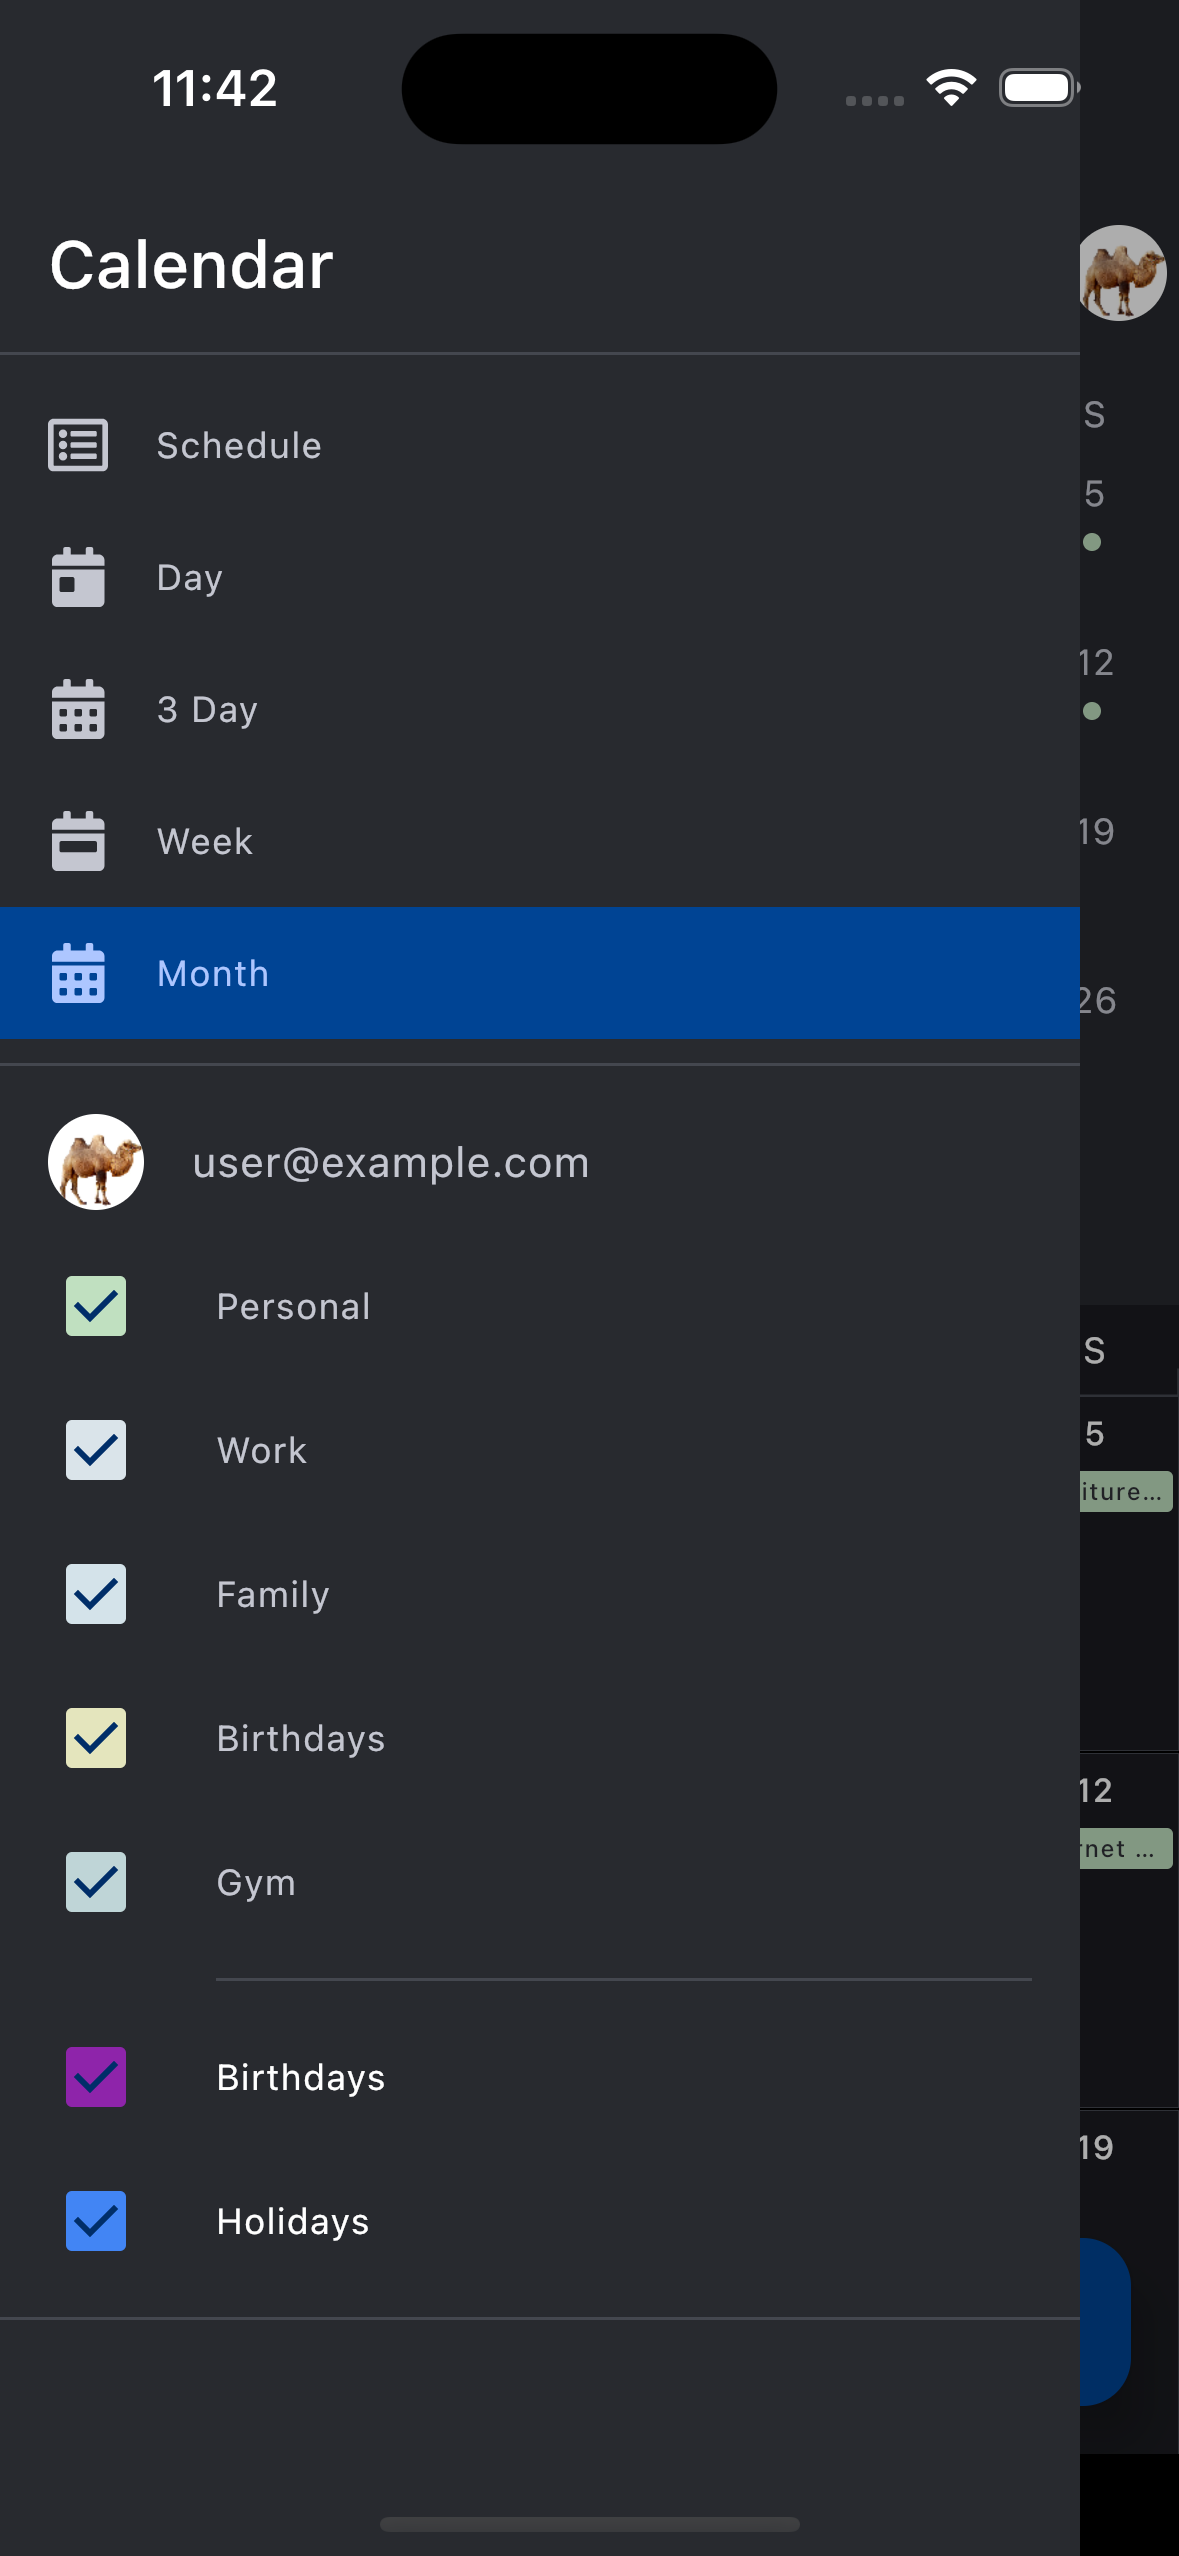 11:42
Calendar
Schedule
Day
3 Day
Week
Month
user@example.com
Personal
Work
Family
Birthdays
Gym
Birthdays
Holidays
S
5
12
19
26
S
5
iture...
12
rnet ...
19